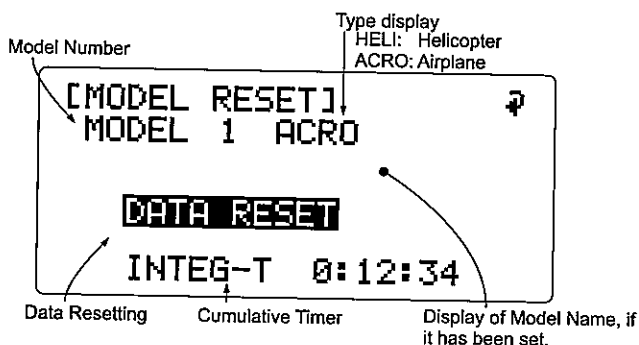 Type display
HELI: Helicopter
ACRO: Airplane
Model Number
[MODEL RESET]
MODEL 1 ACRO
DATA RESET
INTEG-T 0:12:34
Data Resetting
Cumulative Timer
Display of Model Name, if
it has been set.